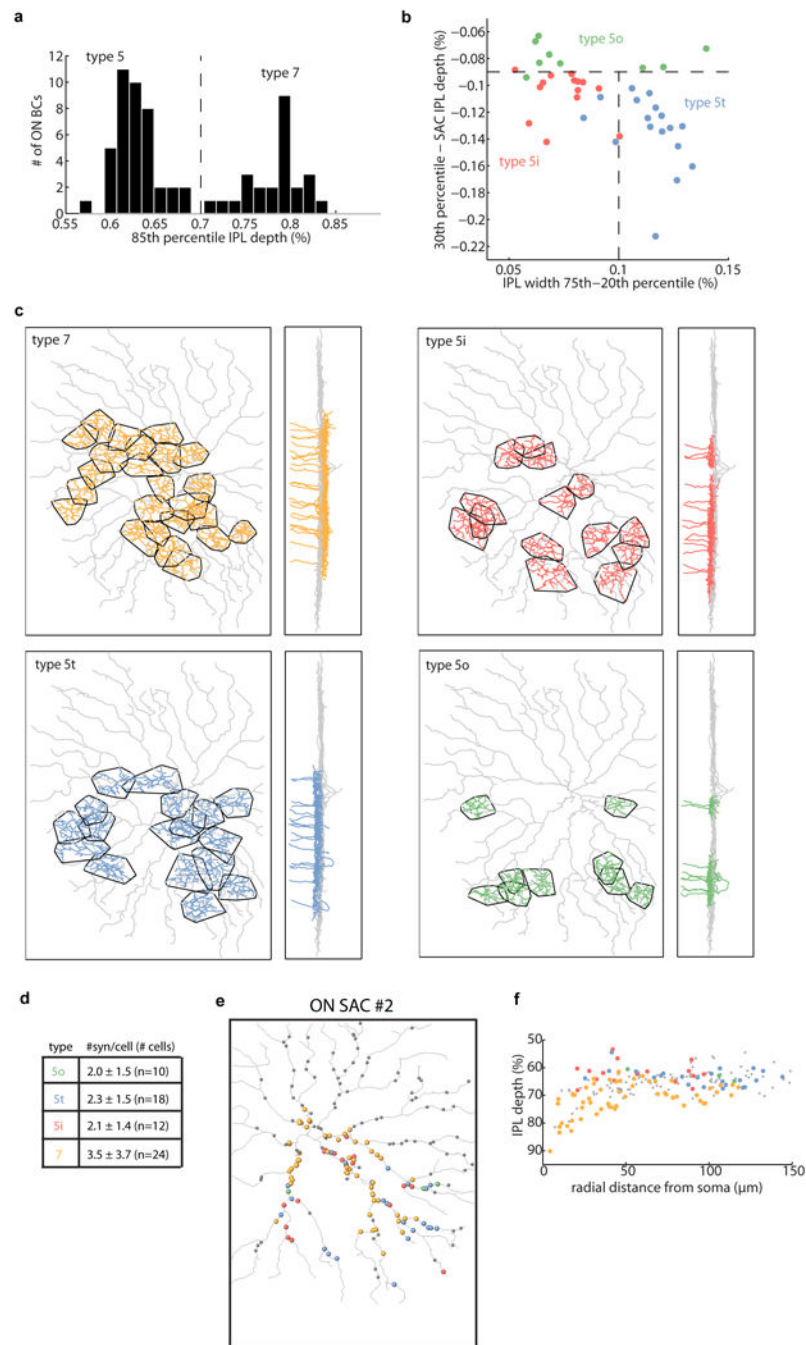 a
type 5
type 7
12
10
8
6
4
2
0
# of ON BCs
0.55
0.6
0.65
0.7
0.75
0.8
0.85
85th percentile IPL depth (%)
b
type 5o
type 5t
type 5i
−0.06
−0.08
−0.1
−0.12
−0.14
−0.16
−0.18
−0.2
−0.22
30th percentile − SAC IPL depth (%)
0.05
0.1
0.15
IPL width 75th−20th percentile (%)
c
type 7
type 5i
type 5t
type 5o
d
type #syn/cell (# cells)
5o 2.0 ± 1.5 (n=10)
5t 2.3 ± 1.5 (n=18)
5i 2.1 ± 1.4 (n=12)
7 3.5 ± 3.7 (n=24)
e
ON SAC #2
f
50
60
70
80
90
IPL depth (%)
0
50
100
150
radial distance from soma (μm)